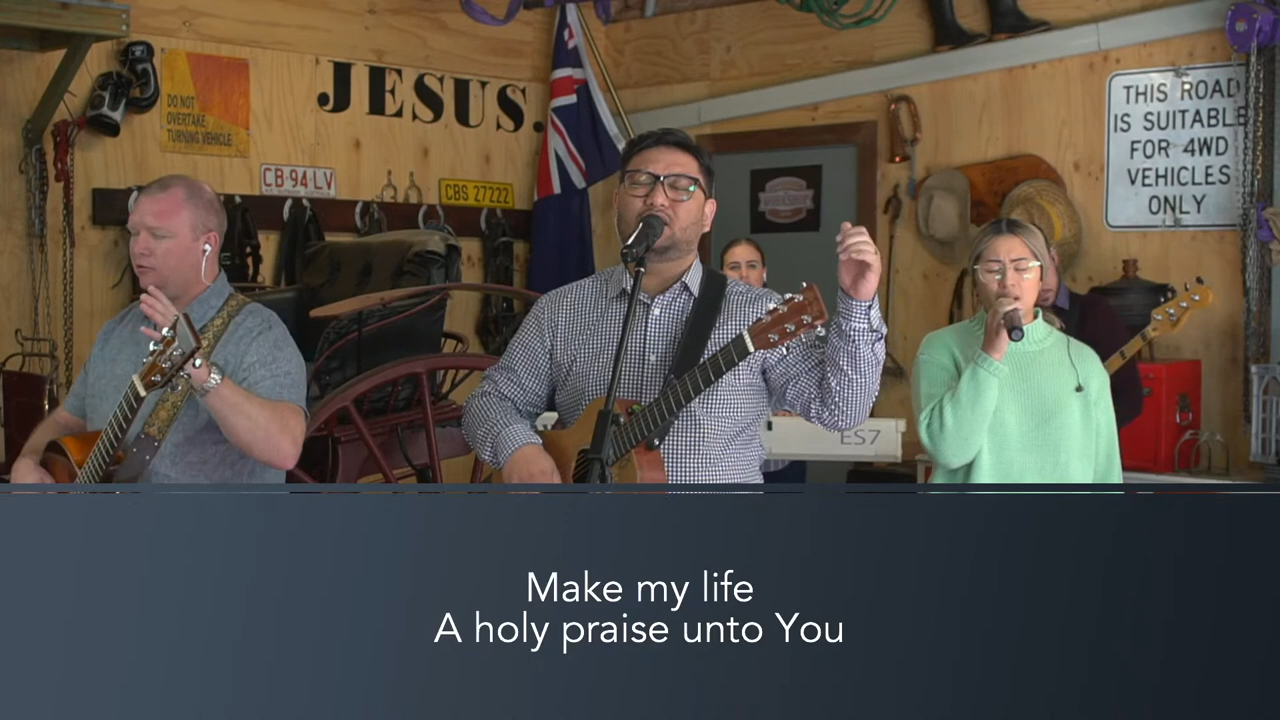 JESUS.
DO NOT
OVERTAKE
TURNING VEHICLE
CB·94 LV
CBS 27222
THIS ROAD
IS SUITABLE
FOR 4WD
VEHICLES
ONLY
ES7
Make my life
A holy praise unto You